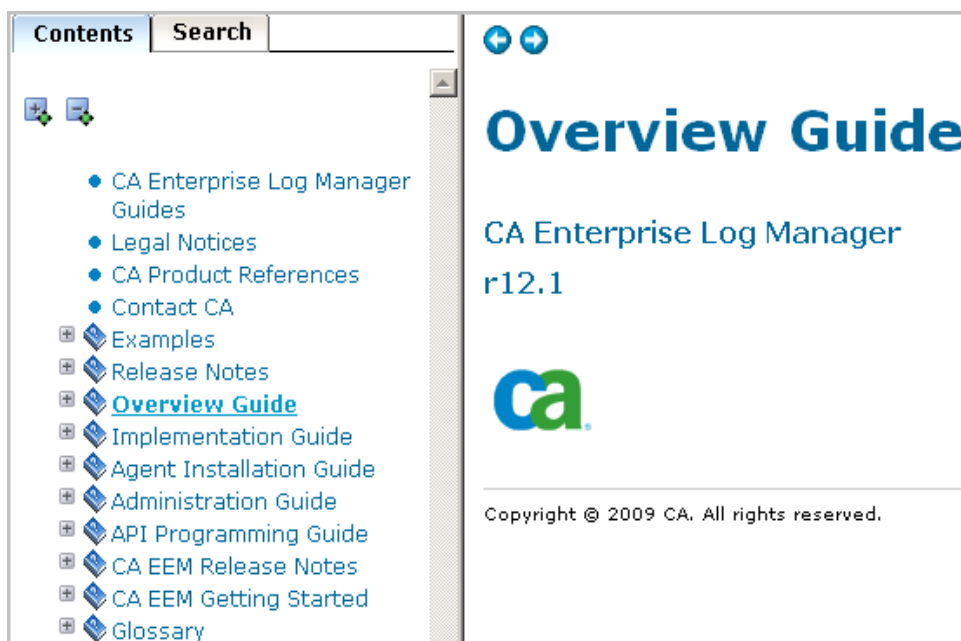 Contents
Search
CA Enterprise Log Manager
Guides
Legal Notices
CA Product References
Contact CA
Examples
Release Notes
Overview Guide
Implementation Guide
Agent Installation Guide
Administration Guide
API Programming Guide
CA EEM Release Notes
CA EEM Getting Started
Glossary
Overview Guide
CA Enterprise Log Manager
r12.1
ca
Copyright © 2009 CA. All rights reserved.